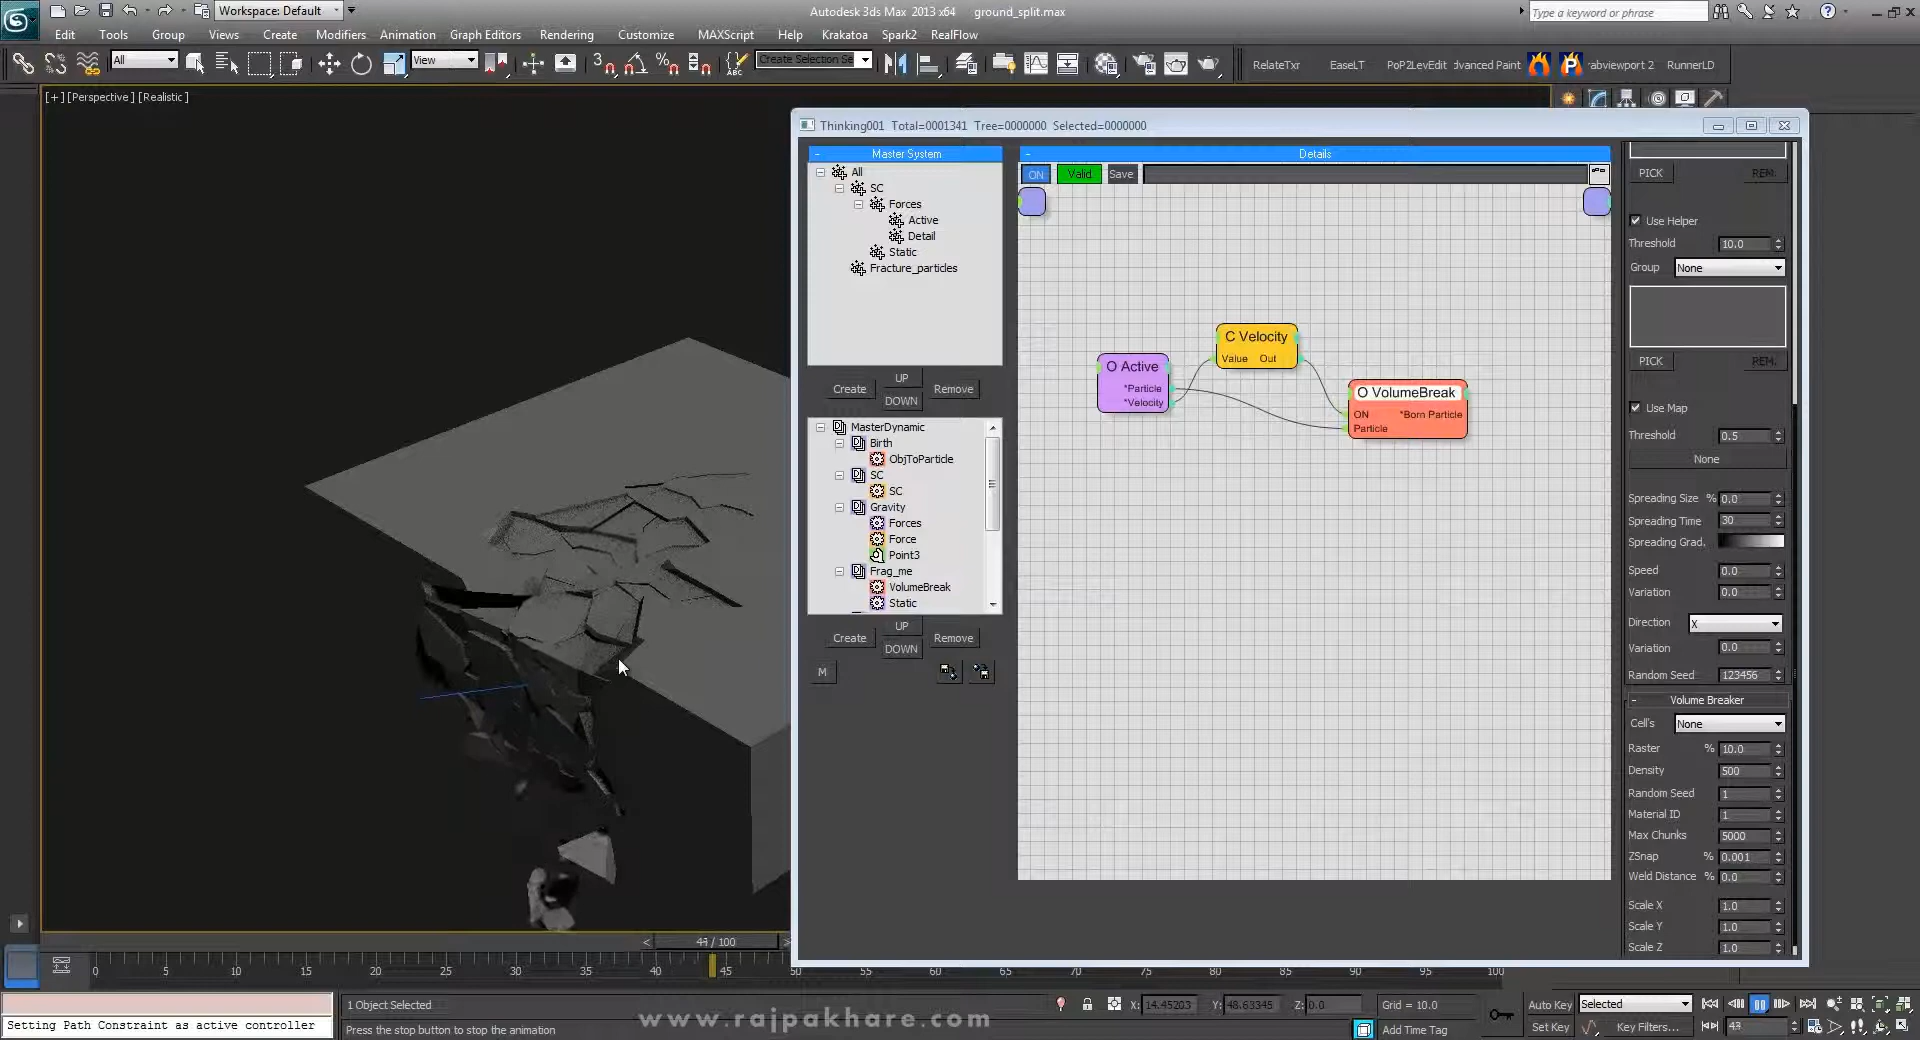 Workspace: Default
Autodesk 3ds Max 2013 x64 ground_split.max
Type a keyword or phrase
Edit Tools Group Views Create Modifiers Animation Graph Editors Rendering Customize MAXScript Help Krakatoa Spark2 RealFlow
All View Create Selection Se
RelateTxr EaseLT PoP2LevEdit dvanced Paint abviewport 2 RunnerLD
[+] [Perspective] [Realistic]
Thinking001 Total=0001341 Tree=0000000 Selected=0000000
Master System
All
SC
Forces
Active
Detail
Static
Fracture_particles
Create UP Remove
DOWN
MasterDynamic
Birth
ObjToParticle
SC
SC
Gravity
Forces
Force
Point3
Frag_me
VolumeBreak
Static
Create UP Remove
DOWN
M
Details
ON Valid Save
O Active
*Particle
*Velocity
C Velocity
Value Out
O VolumeBreak
ON *Born Particle
Particle
PICK REM.
Use Helper
Threshold 10.0
Group None
PICK REM.
Use Map
Threshold 0.5
None
Spreading Size % 0.0
Spreading Time 30
Spreading Grad.
Speed 0.0
Variation 0.0
Direction X
Variation 0.0
Random Seed 123456
Volume Breaker
Cell's None
Raster % 10.0
Density 500
Random Seed 1
Material ID 1
Max Chunks 5000
ZSnap % 0.001
Weld Distance % 0.0
Scale X 1.0
Scale Y 1.0
Scale Z 1.0
< / 100 >
0 5 10 15 20 25 30 35 40 45 50 55 60 65 70 75 80 85 90 95 100
1 Object Selected
X: 14.45203 Y: 48.63345 Z: 0.0 Grid = 10.0
Auto Key Selected
Setting Path Constraint as active controller
Press the stop button to stop the animation
www.rajpakhare.com
Add Time Tag
Set Key Key Filters...